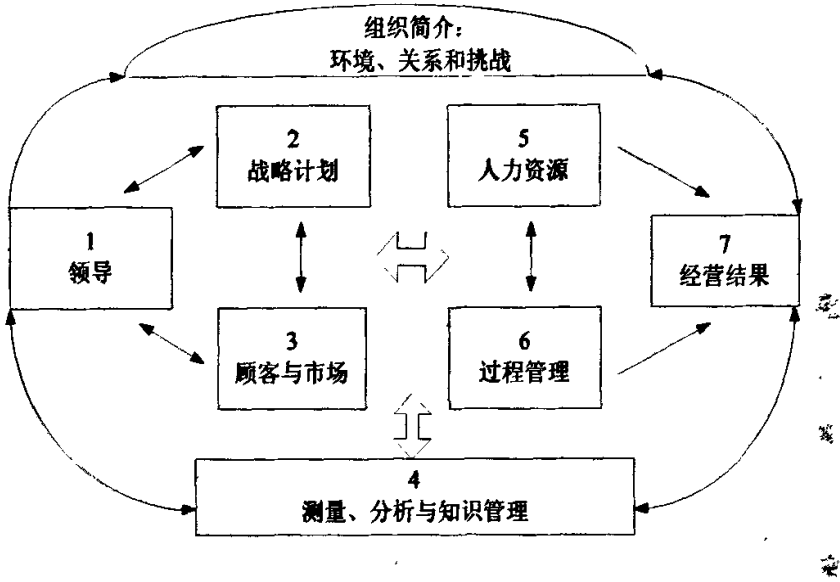 组织简介：
环境、关系和挑战
2
战略计划
5
人力资源
1
领导
7
经营结果
3
顾客与市场
6
过程管理
4
测量、分析与知识管理